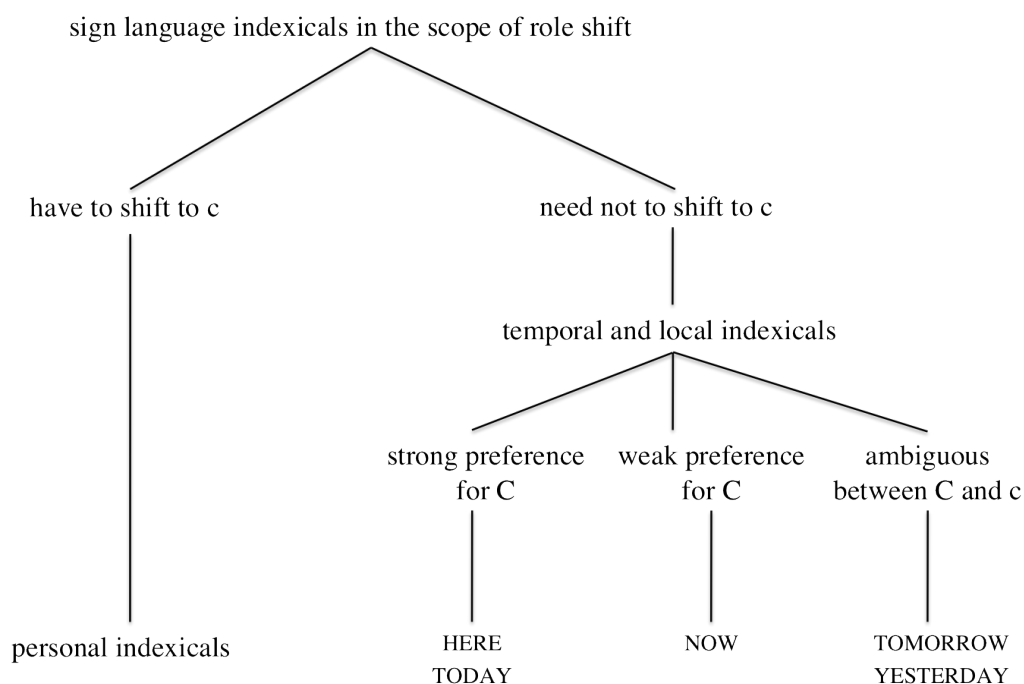 sign language indexicals in the scope of role shift
have to shift to c
need not to shift to c
temporal and local indexicals
strong preference
for C
weak preference
for C
ambiguous
between C and c
personal indexicals
HERE
TODAY
NOW
TOMORROW
YESTERDAY